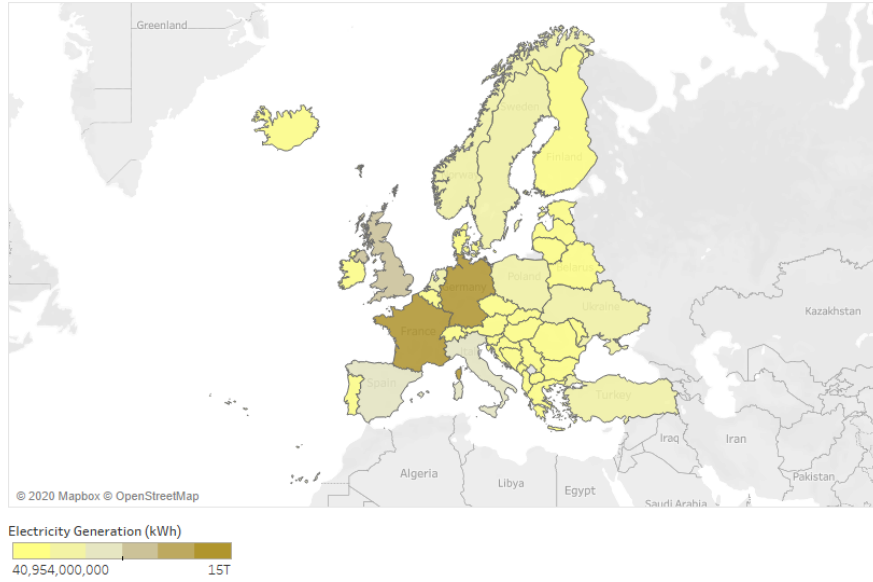 Greenland
Sweden
Norway
Finland
Belarus
Poland
Germany
Ukraine
Kazakhstan
France
Spain
Turkey
Iraq
Iran
Algeria
Libya
Egypt
Pakistan
Saudi Arabia
© 2020 Mapbox © OpenStreetMap
Electricity Generation (kWh)
40,954,000,000 15T